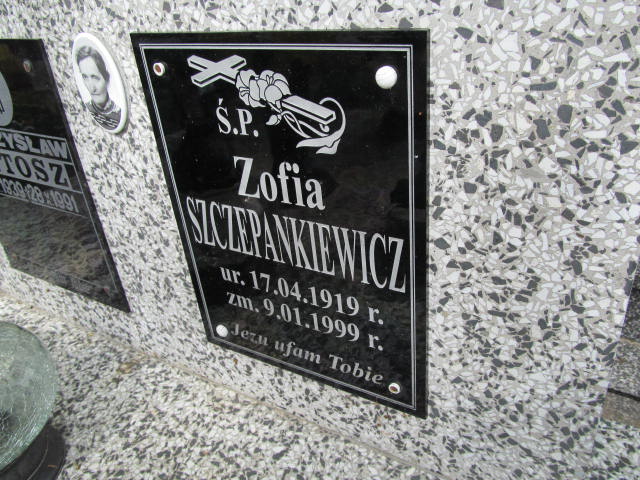 Ś.P.
Zofia
SZCZEPANKIEWICZ
ur. 17.04.1919 r.
zm. 9.01.1999 r.
Jezu ufam Tobie